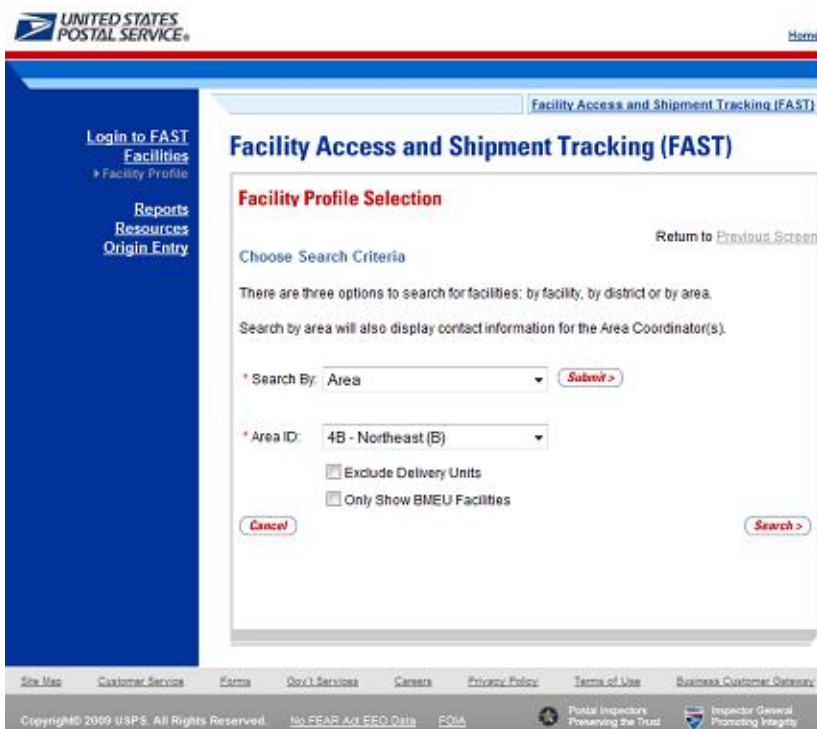 UNITED STATES
POSTAL SERVICE®
Home
Facility Access and Shipment Tracking (FAST)
Login to FAST
Facilities
Facility Profile
Reports
Resources
Origin Entry
Facility Access and Shipment Tracking (FAST)
Facility Profile Selection
Return to Previous Screen
Choose Search Criteria
There are three options to search for facilities: by facility, by district or by area.
Search by area will also display contact information for the Area Coordinator(s).
* Search By: Area Submit >
* Area ID: 4B - Northeast (B)
Exclude Delivery Units
Only Show BMEU Facilities
Cancel Search >
Site Map Customer Service Forms Gov't Services Careers Privacy Policy Terms of Use Business Customer Gateway
Copyright© 2009 USPS. All Rights Reserved. No FEAR Act EEO Data FOIA
Postal Inspectors
Preserving the Trust
Inspector General
Promoting Integrity